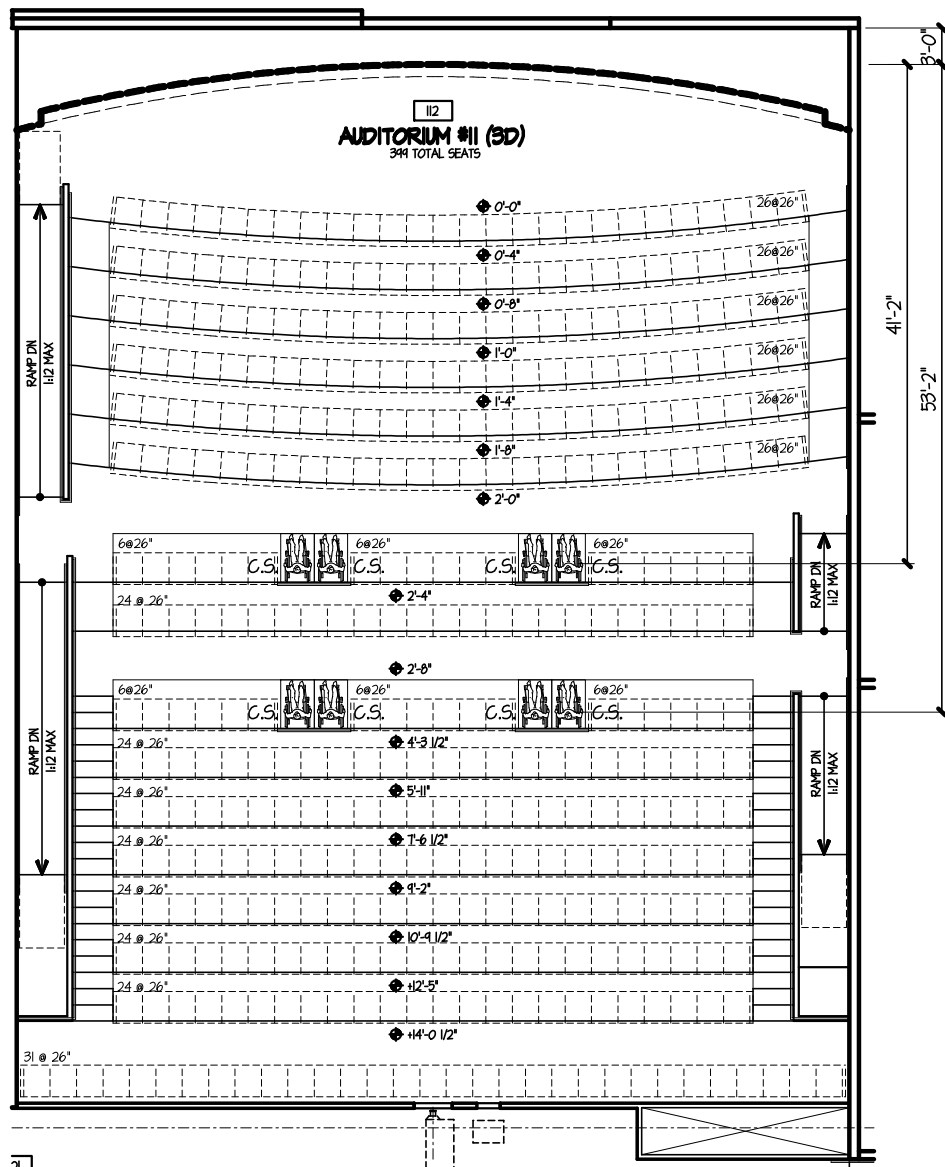 3'-0"
112
AUDITORIUM #11 (3D)
399 TOTAL SEATS
0'-0"
26@26"
0'-4"
26@26"
0'-8"
26@26"
41'-2"
RAMP DN
1:12 MAX
1'-0"
26@26"
53'-2"
1'-4"
26@26"
1'-8"
26@26"
2'-0"
6@26"
6@26"
6@26"
C.S.
C.S.
C.S.
C.S.
RAMP DN
1:12 MAX
24 @ 26"
2'-4"
2'-8"
6@26"
6@26"
6@26"
C.S.
C.S.
C.S.
C.S.
RAMP DN
1:12 MAX
24 @ 26"
4'-3 1/2"
RAMP DN
1:12 MAX
24 @ 26"
5'-11"
24 @ 26"
7'-6 1/2"
24 @ 26"
9'-2"
24 @ 26"
10'-9 1/2"
24 @ 26"
+12'-5"
+14'-0 1/2"
31 @ 26"